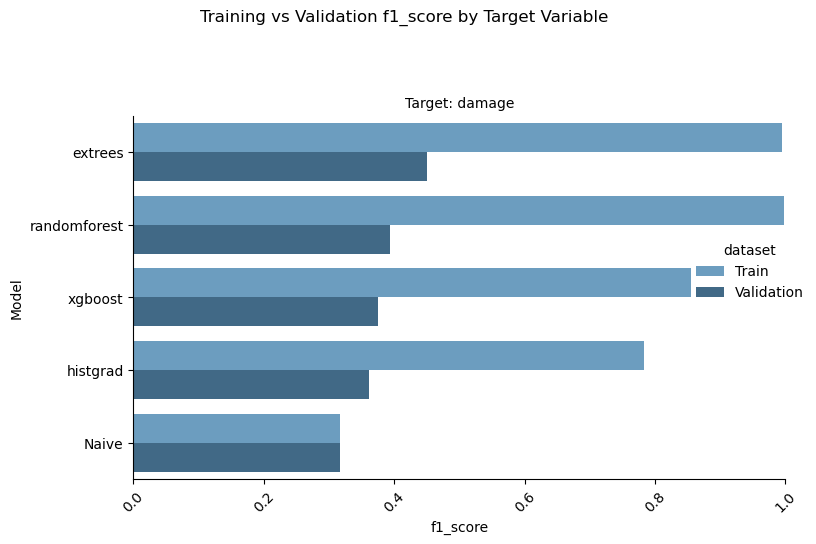 Training vs Validation f1_score by Target Variable
Target: damage
extrees
randomforest
xgboost
histgrad
Naive
Model
dataset
Train
Validation
0.0
0.2
0.4
0.6
0.8
1.0
f1_score